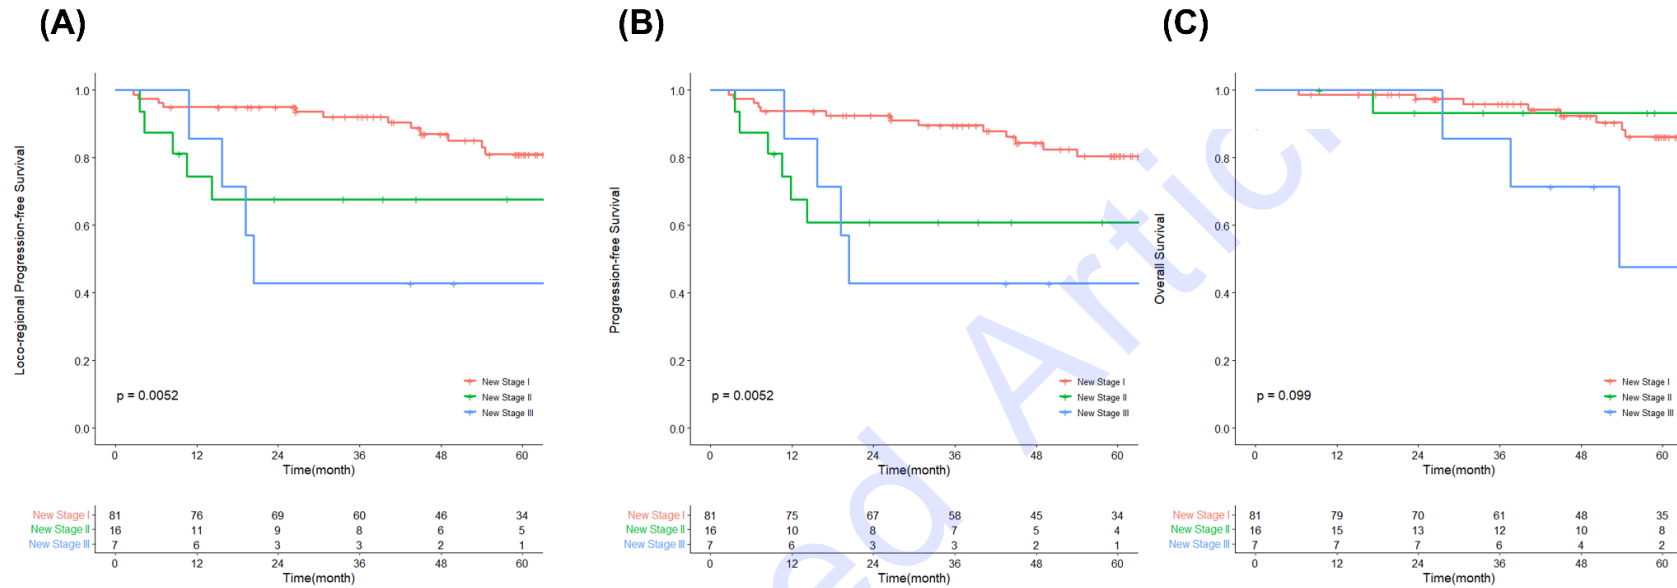 (A)
Loco-regional Progression-free Survival
1.0
0.8
0.6
0.4
0.2
0.0
p = 0.0052
New Stage I
New Stage II
New Stage III
0 12 24 36 48 60
Time(month)
New Stage I 81 76 69 60 46 34
New Stage II 16 11 9 8 6 5
New Stage III 7 6 3 3 2 1
0 12 24 36 48 60
Time(month)
(B)
Progression-free Survival
1.0
0.8
0.6
0.4
0.2
0.0
p = 0.0052
New Stage I
New Stage II
New Stage III
0 12 24 36 48 60
Time(month)
New Stage I 81 75 67 58 45 34
New Stage II 16 10 8 7 5 4
New Stage III 7 6 3 3 2 1
0 12 24 36 48 60
Time(month)
(C)
Overall Survival
1.0
0.8
0.6
0.4
0.2
0.0
p = 0.099
New Stage I
New Stage II
New Stage III
0 12 24 36 48 60
Time(month)
New Stage I 81 79 70 61 48 35
New Stage II 16 15 13 12 10 8
New Stage III 7 7 7 6 4 2
0 12 24 36 48 60
Time(month)